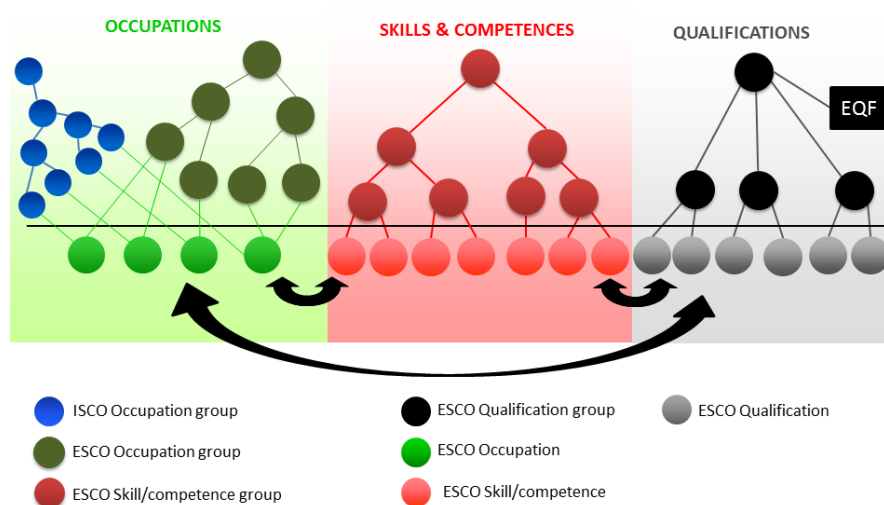 OCCUPATIONS
SKILLS & COMPETENCES
QUALIFICATIONS
EQF
ISCO Occupation group
ESCO Qualification group
ESCO Qualification
ESCO Occupation group
ESCO Occupation
ESCO Skill/competence group
ESCO Skill/competence